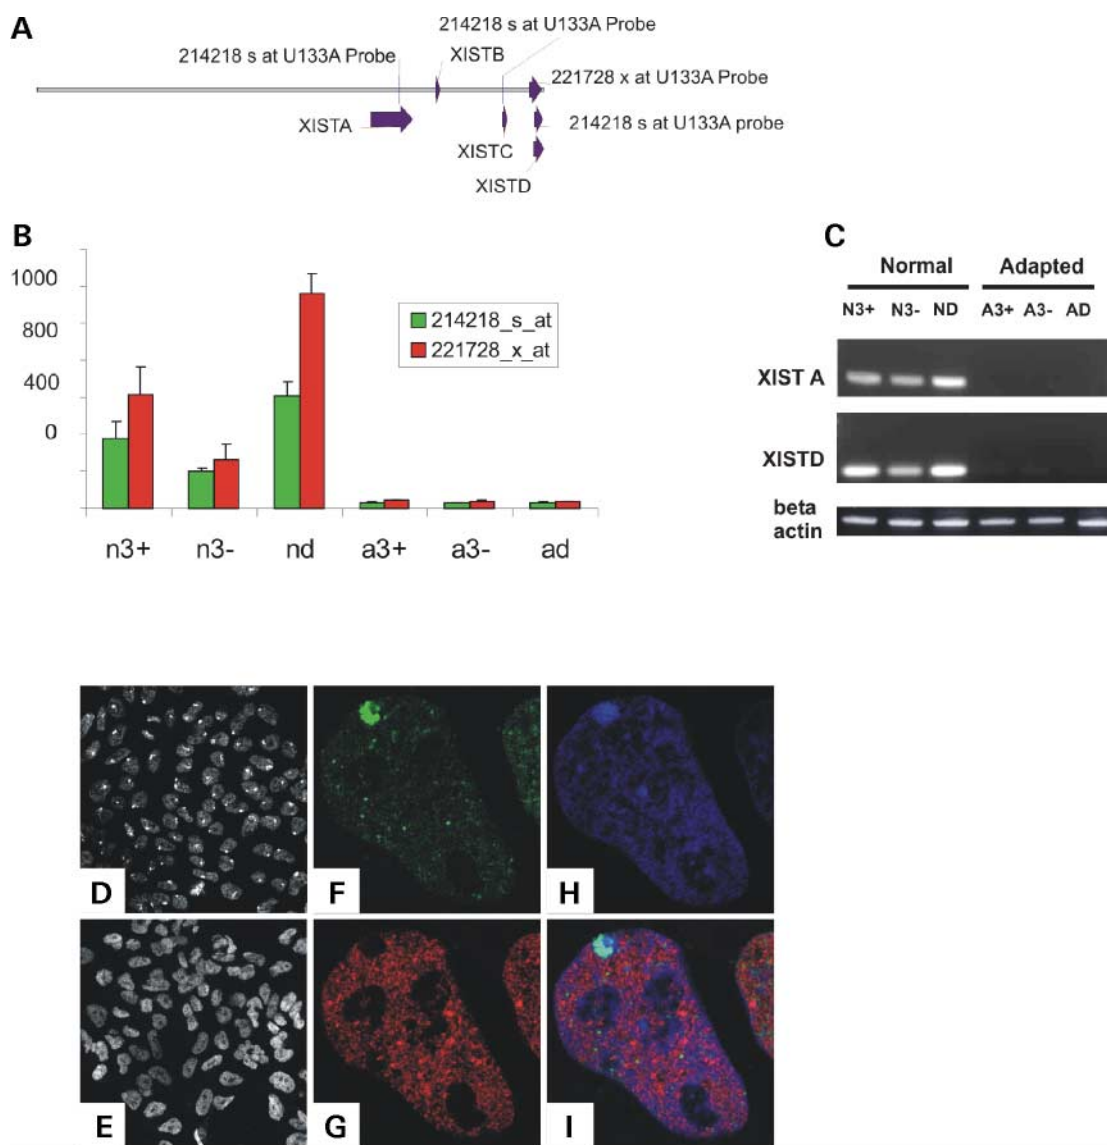 A
214218 s at U133A Probe
214218 s at U133A Probe
XISTB
221728 x at U133A Probe
XISTA
214218 s at U133A probe
XISTC
XISTD
B
1000
800
400
0
214218_s_at
221728_x_at
n3+ n3- nd a3+ a3- ad
C
Normal Adapted
N3+ N3- ND A3+ A3- AD
XIST A
XISTD
beta
actin
D F H
E G I